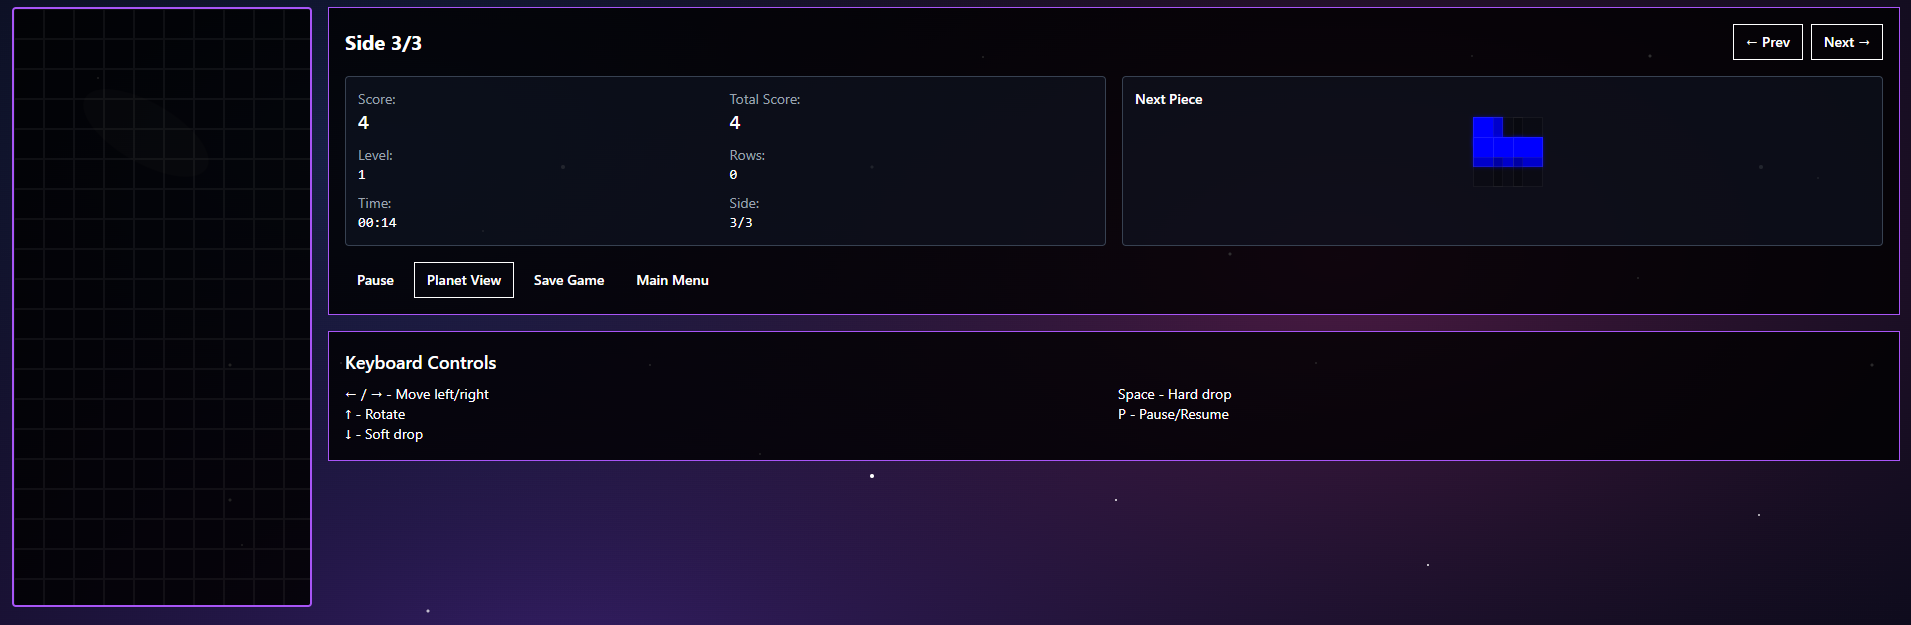 Side 3/3
← Prev
Next →
Score:
4
Total Score:
4
Level:
1
Rows:
0
Time:
00:14
Side:
3/3
Next Piece
Pause
Planet View
Save Game
Main Menu
Keyboard Controls
← / → - Move left/right
↑ - Rotate
↓ - Soft drop
Space - Hard drop
P - Pause/Resume